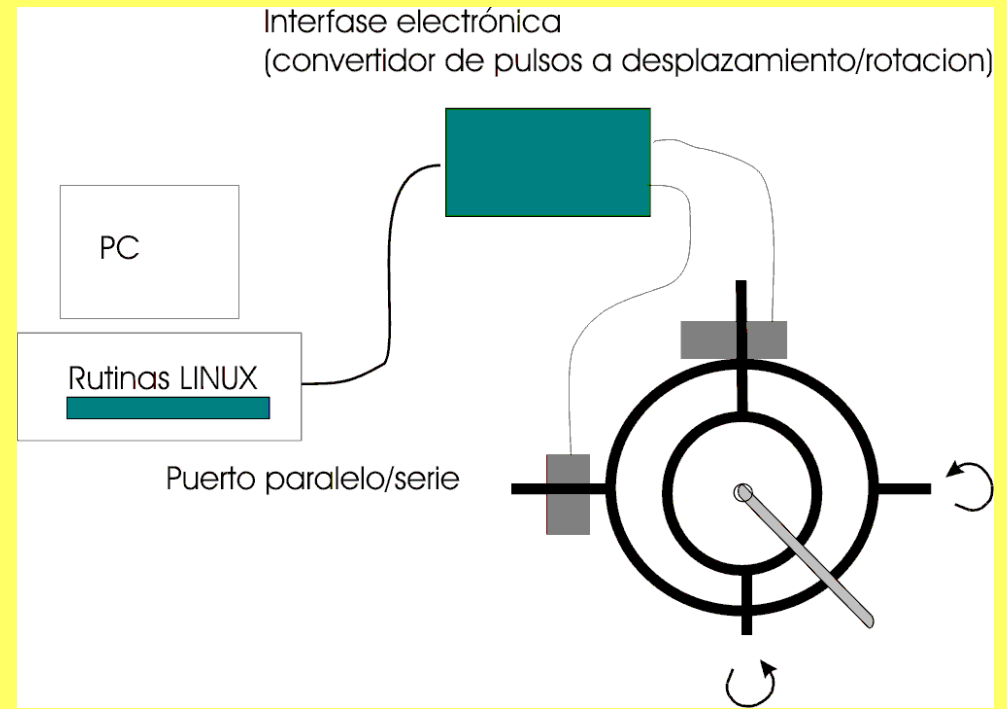 Interfase electrónica
(convertidor de pulsos a desplazamiento/rotacion)
PC
Rutinas LINUX
Puerto paralelo/serie